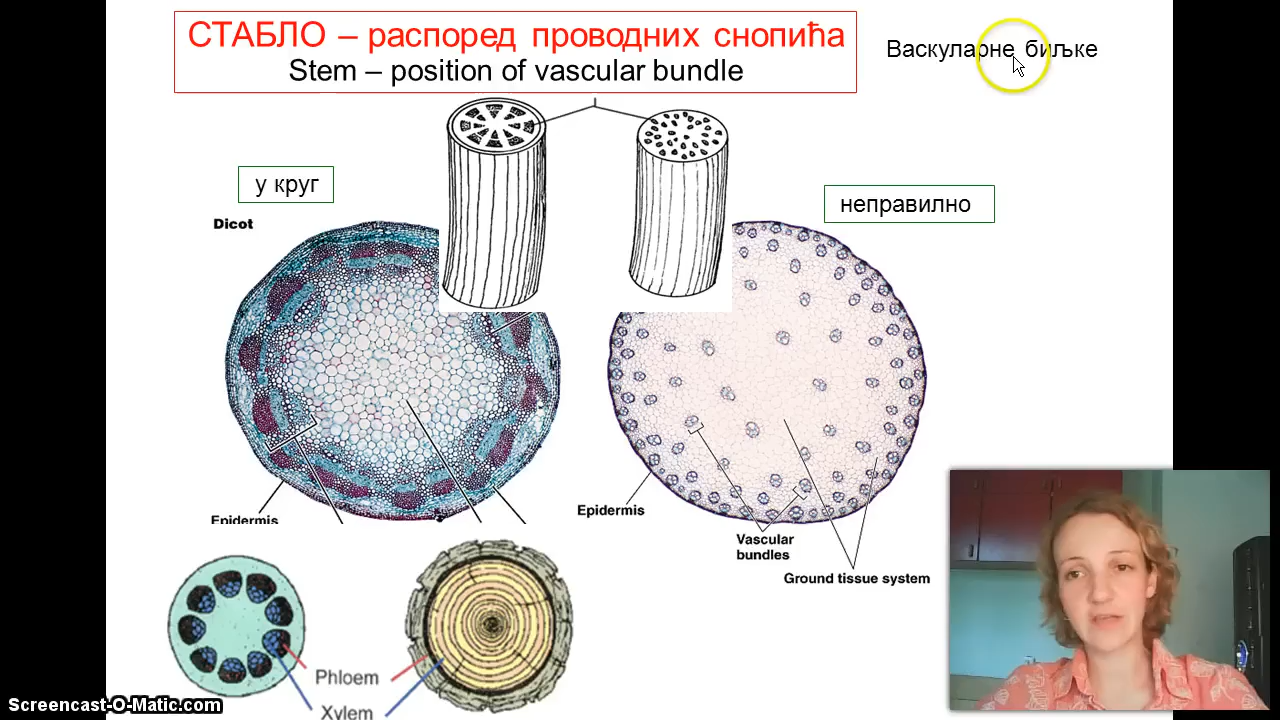 СТАБЛО – распоред проводних снопића
Stem – position of vascular bundle
Васкуларне биљке
у круг
неправилно
Dicot
Epidermis
Epidermis
Vascular
bundles
Ground tissue system
Phloem
Xylem
Screencast-O-Matic.com